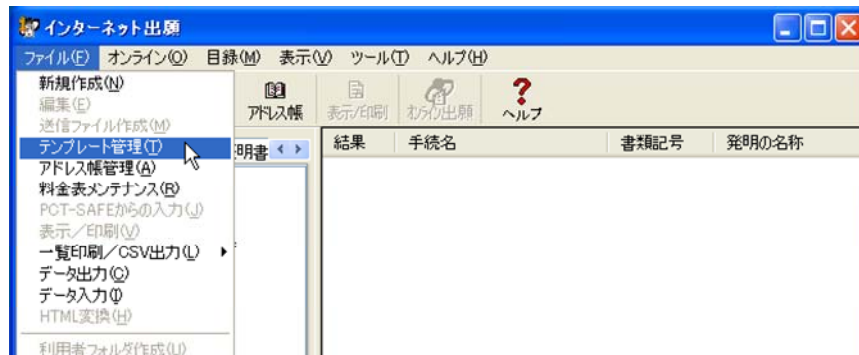 インターネット出願
ファイル(F) オンライン(O) 目録(M) 表示(V) ツール(T) ヘルプ(H)
新規作成(N)
編集(E)
送信ファイル作成(M)
テンプレート管理(T)
アドレス帳管理(A)
料金表メンテナンス(R)
PCT-SAFEからの入力(J)
表示/印刷(V)
一覧印刷/CSV出力(L)
データ出力(C)
データ入力(I)
HTML変換(H)
利用者フォルダ作成(U)
アドレス帳 表示/印刷 オンライン出願 ヘルプ
明書
結果 手続名 書類記号 発明の名称